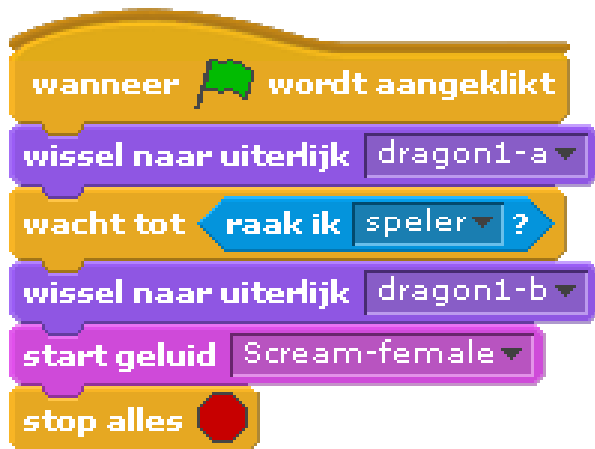 wanneer wordt aangeklikt
wissel naar uiterlijk dragon1-a
wacht tot raak ik speler ?
wissel naar uiterlijk dragon1-b
start geluid Scream-female
stop alles